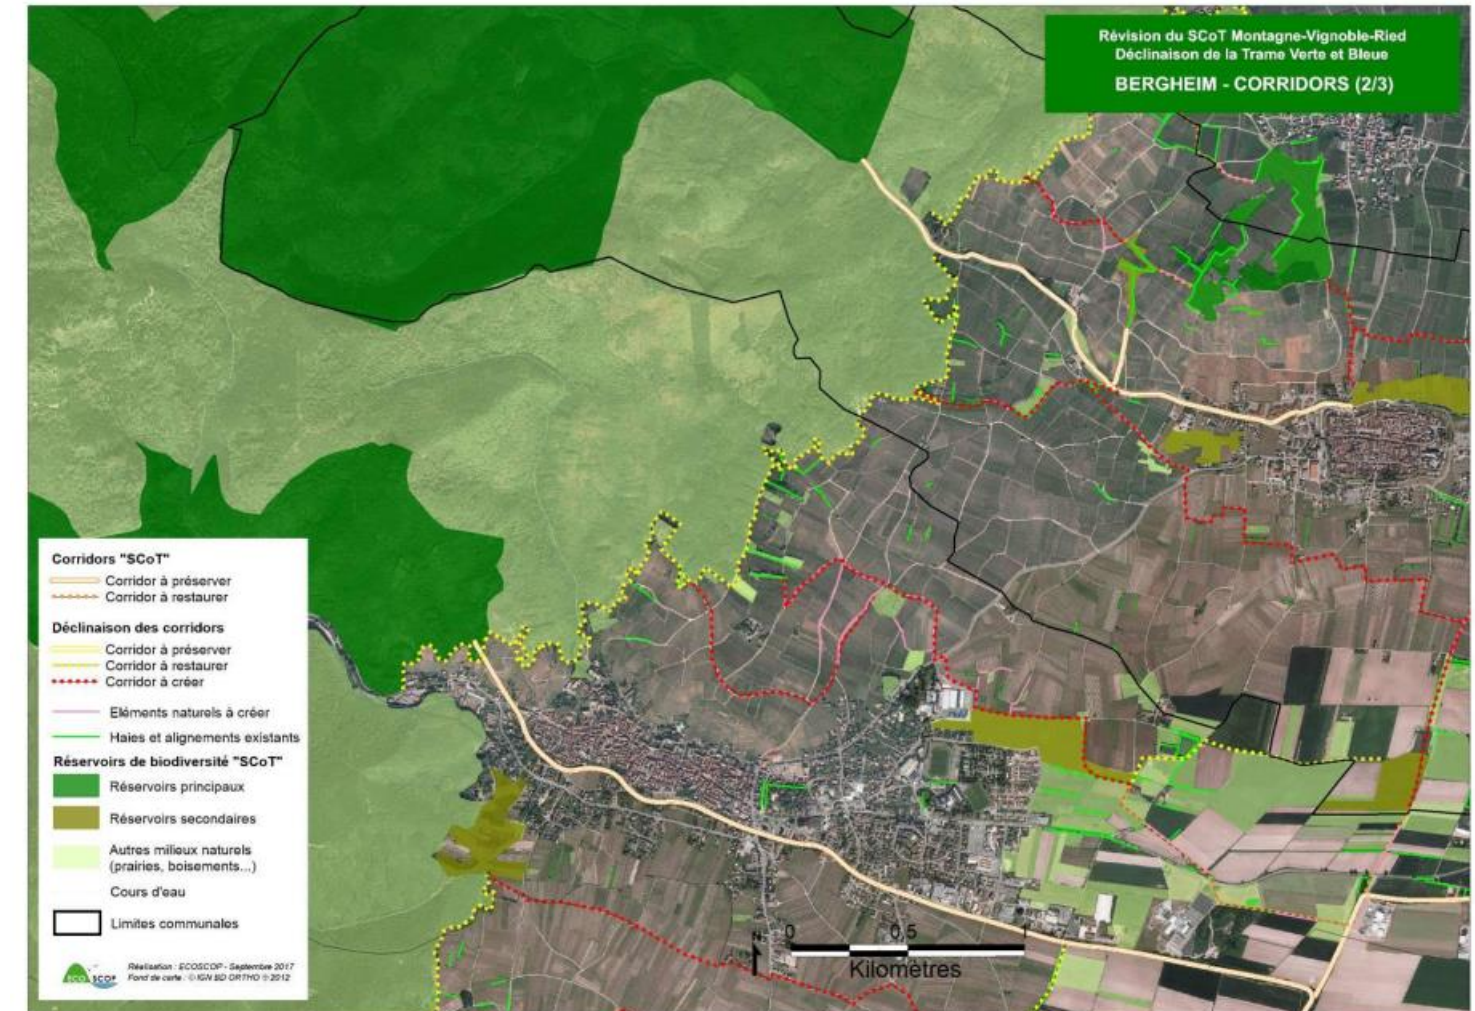 Révision du SCoT Montagne-Vignoble-Ried
Déclinaison de la Trame Verte et Bleue
BERGHEIM - CORRIDORS (2/3)
Corridors "SCoT"
Corridor à préserver
Corridor à restaurer
Déclinaison des corridors
Corridor à préserver
Corridor à restaurer
Corridor à créer
Eléments naturels à créer
Haies et alignements existants
Réservoirs de biodiversité "SCoT"
Réservoirs principaux
Réservoirs secondaires
Autres milieux naturels
(prairies, boisements...)
Cours d'eau
Limites communales
ECO SCOP
Réalisation : ECOSCOP - Septembre 2017
Fond de carte : © IGN BD ORTHO © 2012
N
0 0,5 1
Kilomètres